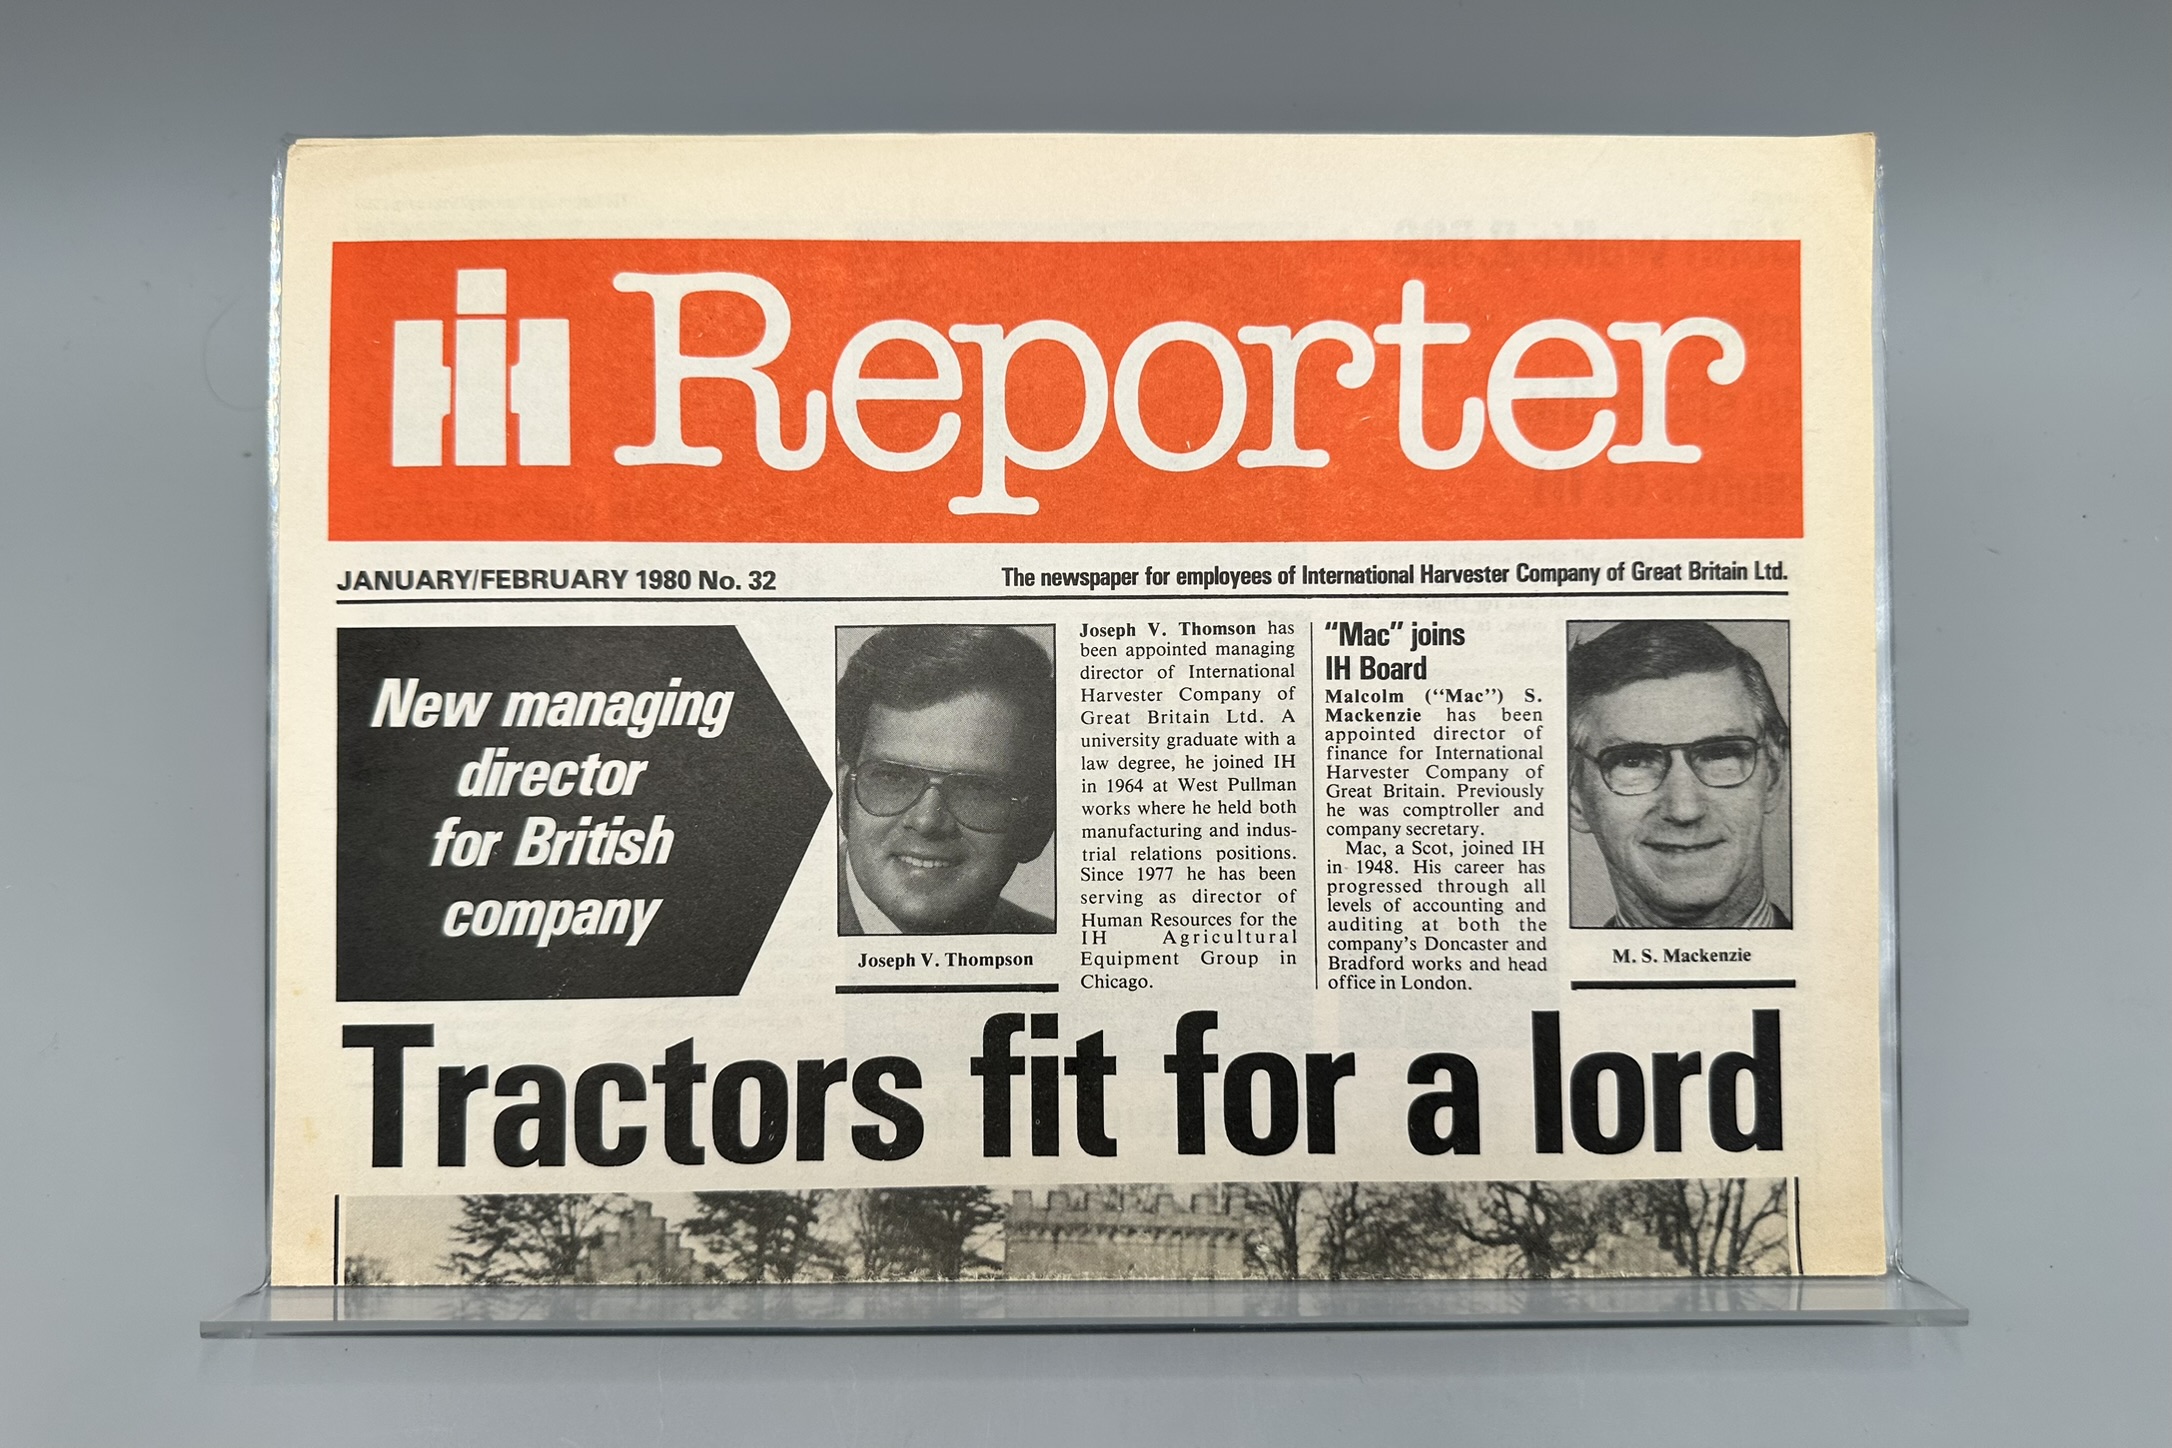 Reporter
JANUARY/FEBRUARY 1980 No. 32
The newspaper for employees of International Harvester Company of Great Britain Ltd.
New managing
director
for British
company
Joseph V. Thompson
Joseph V. Thomson has
been appointed managing
director of International
Harvester Company of
Great Britain Ltd. A
university graduate with a
law degree, he joined IH
in 1964 at West Pullman
works where he held both
manufacturing and indus-
trial relations positions.
Since 1977 he has been
serving as director of
Human Resources for the
IH Agricultural
Equipment Group in
Chicago.
“Mac” joins
IH Board
Malcolm (“Mac”) S.
Mackenzie has been
appointed director of
finance for International
Harvester Company of
Great Britain. Previously
he was comptroller and
company secretary.
Mac, a Scot, joined IH
in 1948. His career has
progressed through all
levels of accounting and
auditing at both the
company's Doncaster and
Bradford works and head
office in London.
M. S. Mackenzie
Tractors fit for a lord